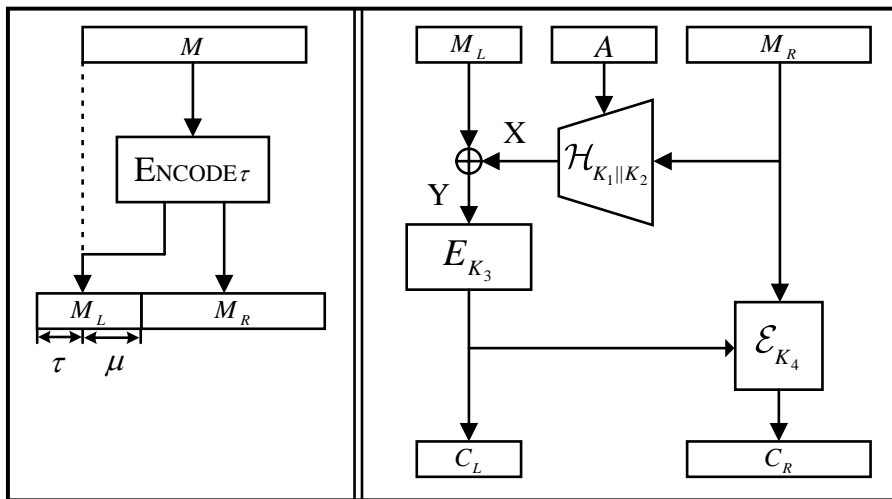 M
ENCODEτ
M_L M_R
τ μ
M_L A M_R
X
H_{K_1||K_2}
Y
E_{K_3}
ℰ_{K_4}
C_L C_R